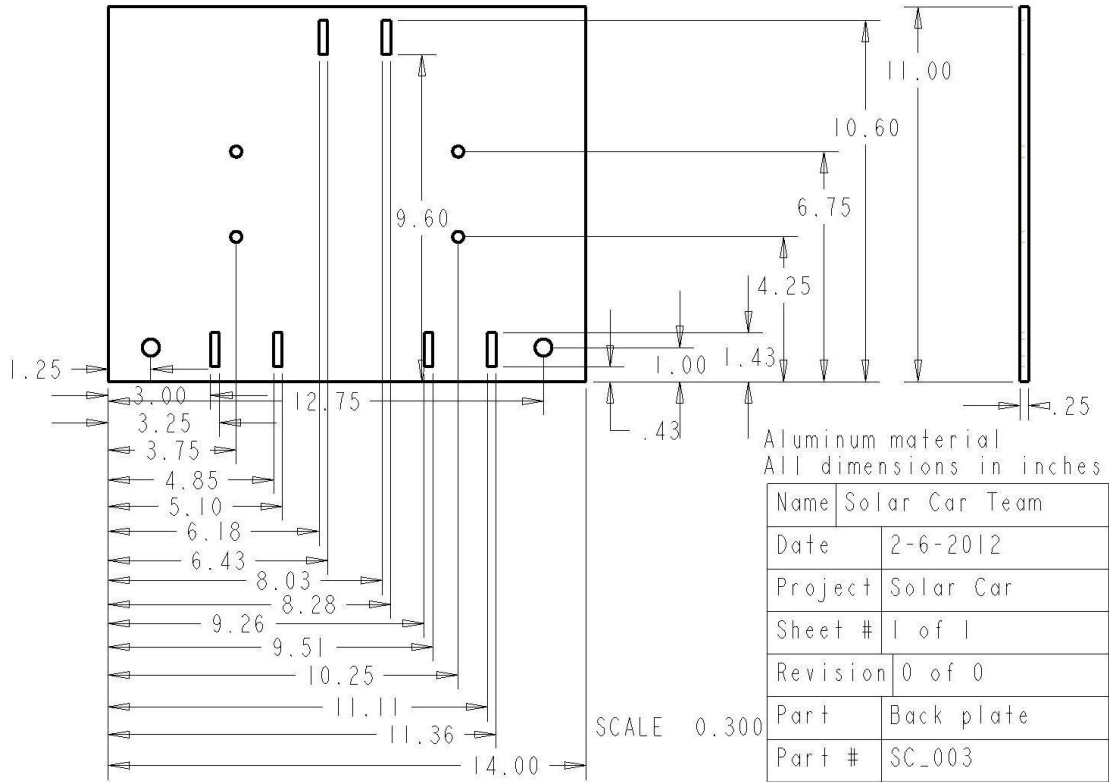 11.00
10.60
6.75
9.60
4.25
1.00
1.43
1.25
3.00
12.75
3.25
.43
.25
3.75
4.85
5.10
6.18
6.43
8.03
8.28
9.26
9.51
10.25
11.11
11.36
14.00
SCALE 0.300
Aluminum material
All dimensions in inches
Name Solar Car Team
Date 2-6-2012
Project Solar Car
Sheet # 1 of 1
Revision 0 of 0
Part Back plate
Part # SC_003